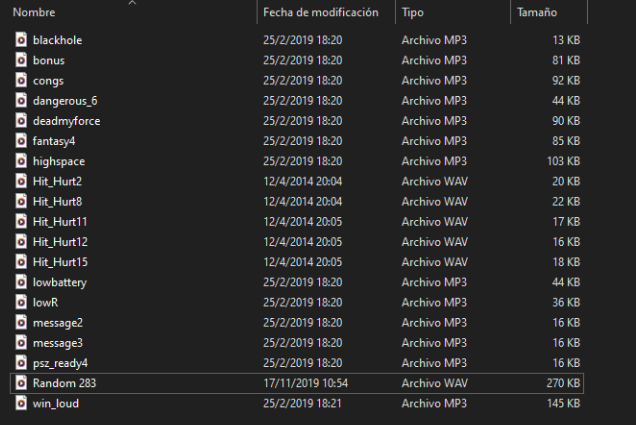 Nombre Fecha de modificación Tipo Tamaño
blackhole 25/2/2019 18:20 Archivo MP3 13 KB
bonus 25/2/2019 18:20 Archivo MP3 81 KB
congs 25/2/2019 18:20 Archivo MP3 92 KB
dangerous_6 25/2/2019 18:20 Archivo MP3 44 KB
deadmyforce 25/2/2019 18:20 Archivo MP3 90 KB
fantasy4 25/2/2019 18:20 Archivo MP3 85 KB
highspace 25/2/2019 18:20 Archivo MP3 103 KB
Hit_Hurt2 12/4/2014 20:04 Archivo WAV 20 KB
Hit_Hurt8 12/4/2014 20:04 Archivo WAV 22 KB
Hit_Hurt11 12/4/2014 20:05 Archivo WAV 17 KB
Hit_Hurt12 12/4/2014 20:05 Archivo WAV 16 KB
Hit_Hurt15 12/4/2014 20:05 Archivo WAV 18 KB
lowbattery 25/2/2019 18:20 Archivo MP3 44 KB
lowR 25/2/2019 18:20 Archivo MP3 36 KB
message2 25/2/2019 18:20 Archivo MP3 16 KB
message3 25/2/2019 18:20 Archivo MP3 16 KB
psz_ready4 25/2/2019 18:20 Archivo MP3 16 KB
Random 283 17/11/2019 10:54 Archivo WAV 270 KB
win_loud 25/2/2019 18:21 Archivo MP3 145 KB